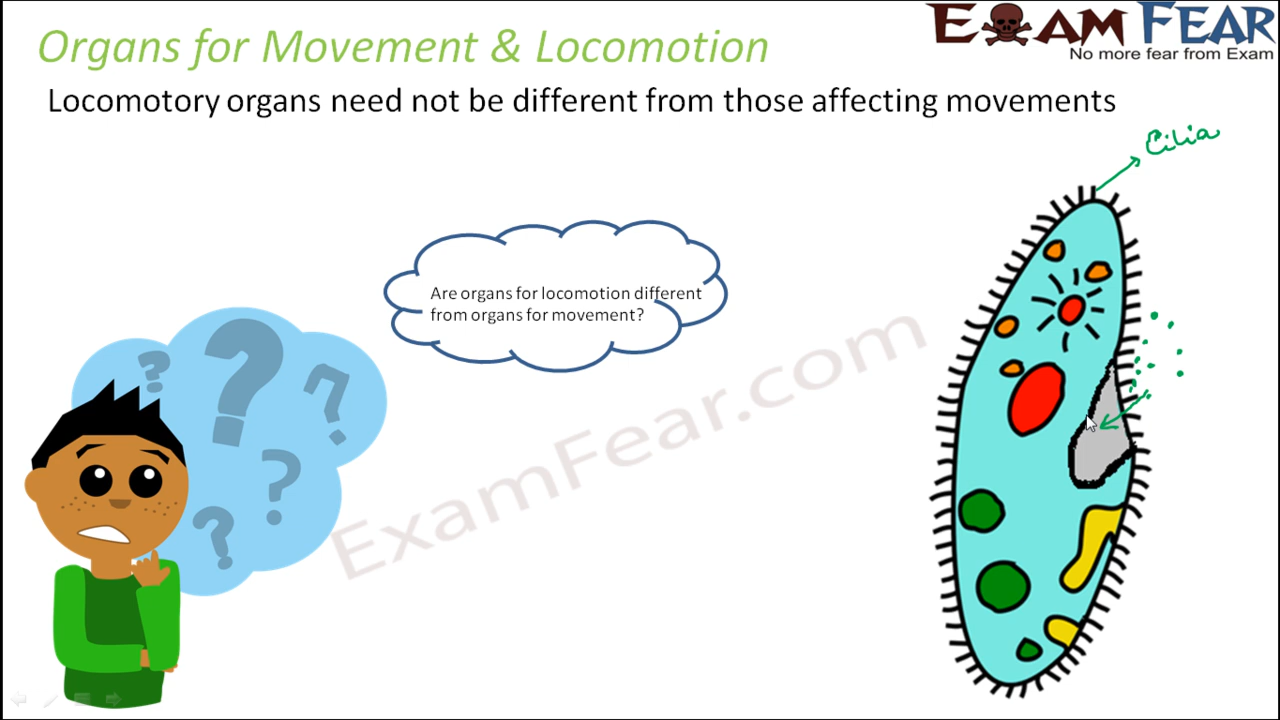 Organs for Movement & Locomotion
EXAM FEAR
No more fear from Exam
Locomotory organs need not be different from those affecting movements
Cilia
Are organs for locomotion different
from organs for movement?
? ? ? ? ?
ExamFear.com